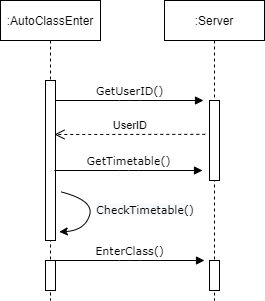 :AutoClassEnter
:Server
GetUserID()
UserID
GetTimetable()
CheckTimetable()
EnterClass()